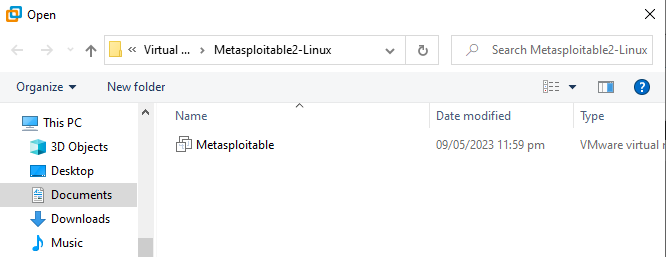 Open
Virtual ... > Metasploitable2-Linux
Search Metasploitable2-Linux
Organize
New folder
This PC
3D Objects
Desktop
Documents
Downloads
Music
Name Date modified Type
Metasploitable 09/05/2023 11:59 pm VMware virtual